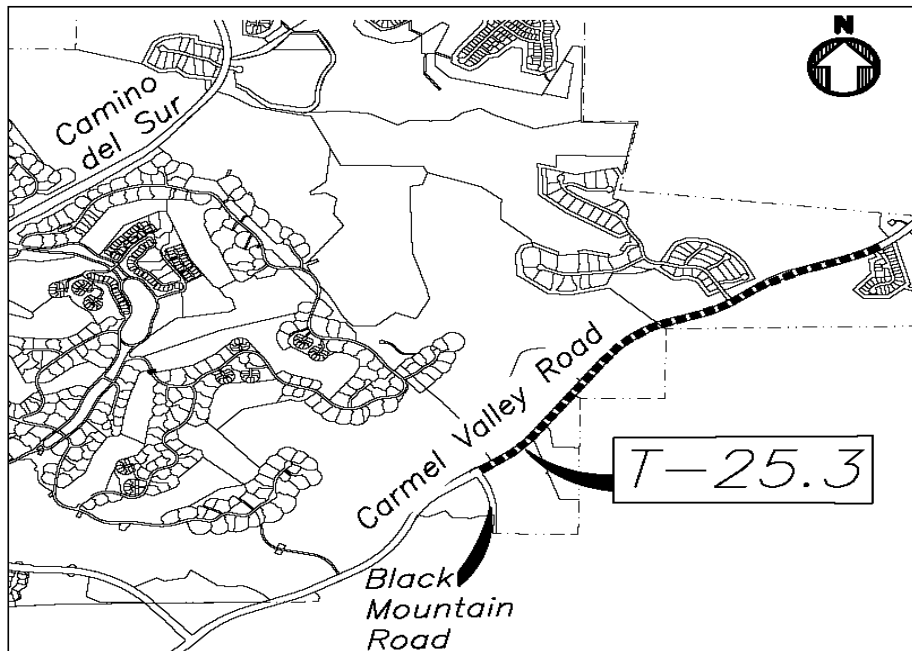 N
Camino
del Sur
Carmel Valley Road
T-25.3
Black
Mountain
Road